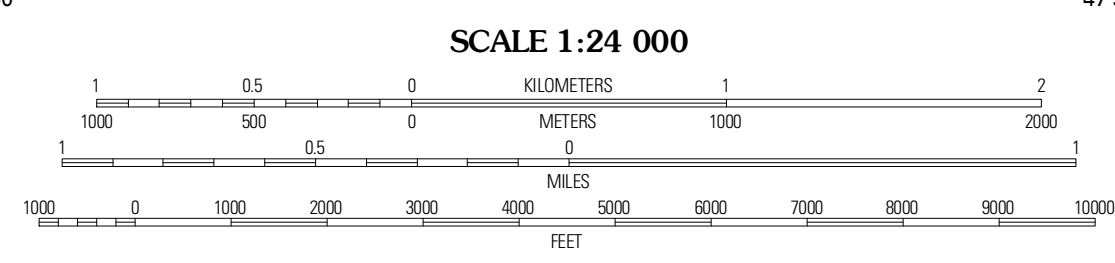 SCALE 1:24 000
1 0.5 0 KILOMETERS 1 2
1000 500 0 METERS 1000 2000
1 0.5 0 1
MILES
1000 0 1000 2000 3000 4000 5000 6000 7000 8000 9000 10000
FEET